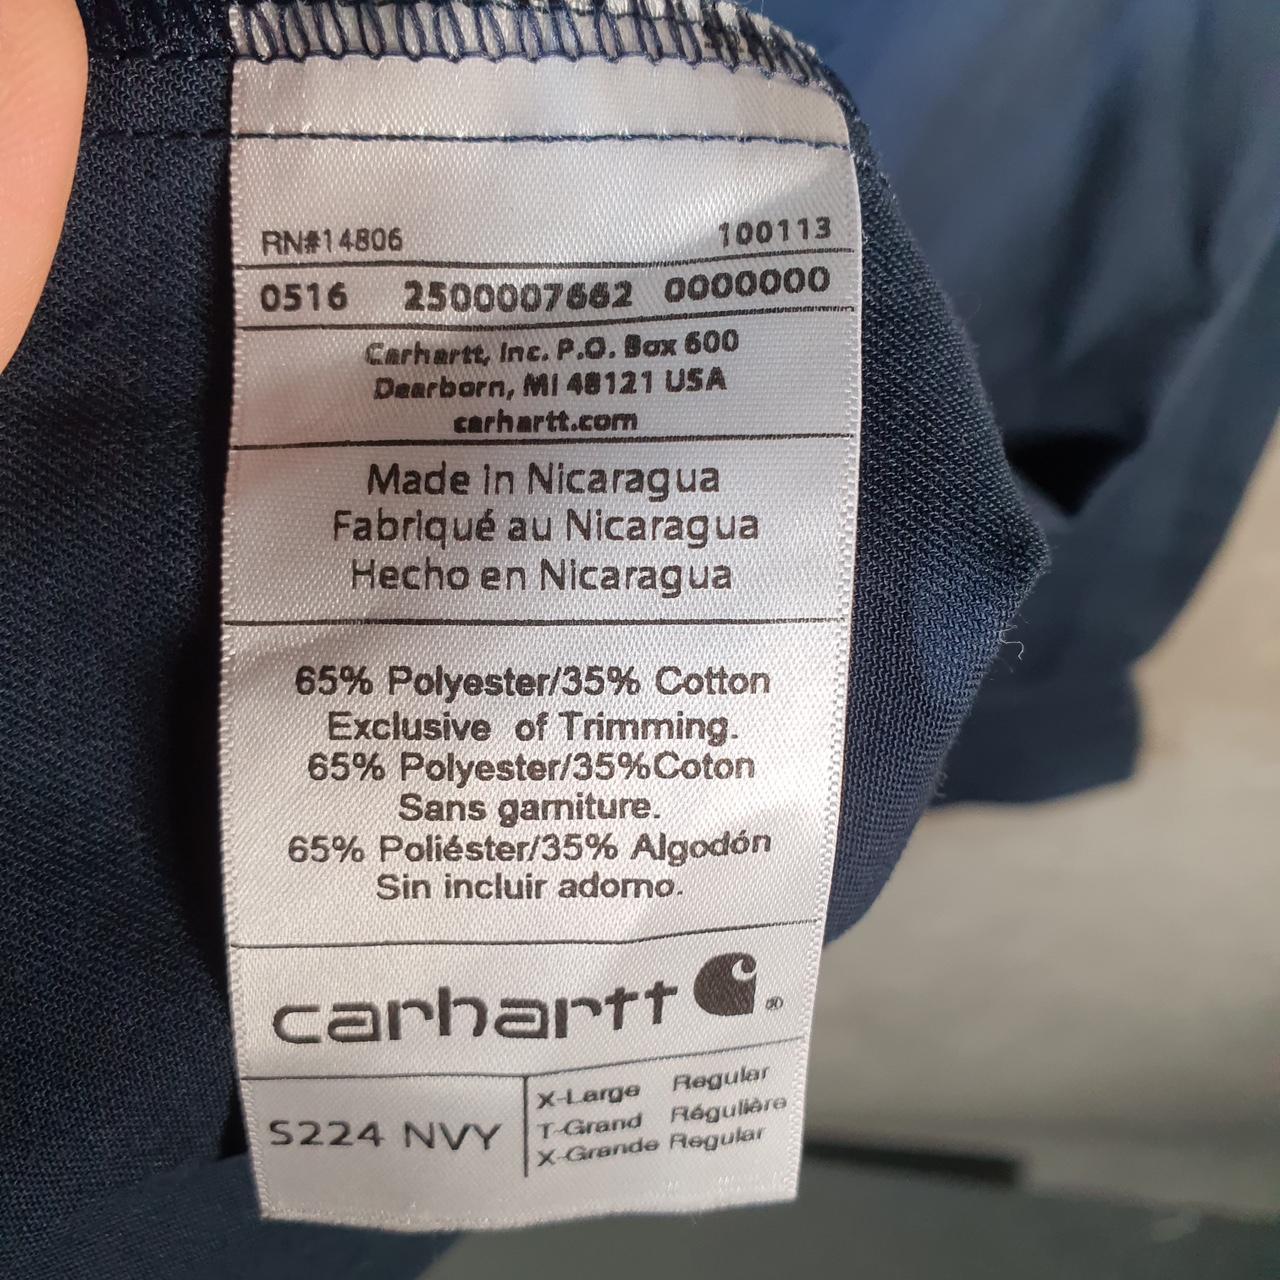 RN#14806 100113
0516 2500007662 0000000
Carhartt, Inc. P.O. Box 600
Dearborn, MI 48121 USA
carhartt.com
Made in Nicaragua
Fabriqué au Nicaragua
Hecho en Nicaragua
65% Polyester/35% Cotton
Exclusive of Trimming.
65% Polyester/35%Coton
Sans garniture.
65% Poliéster/35% Algodón
Sin incluir adorno.
carhartt ®
S224 NVY
X-Large Regular
T-Grand Régulière
X-Grande Regular